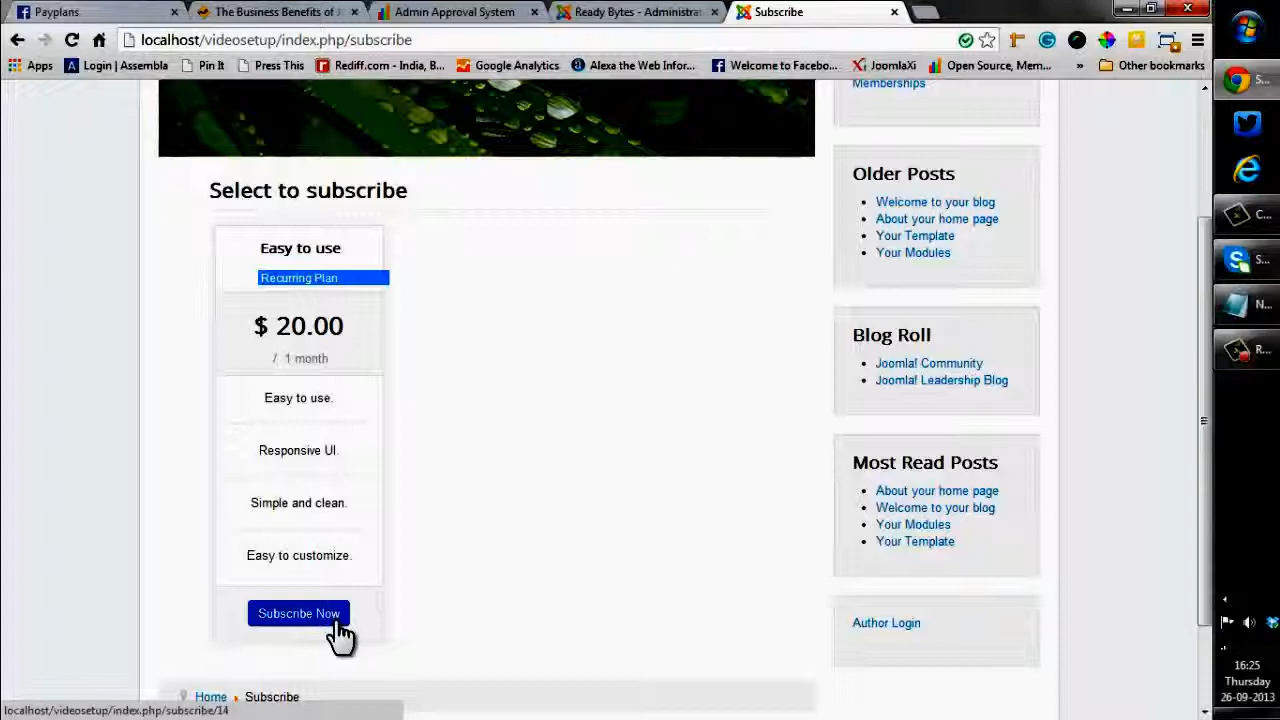 Payplans
The Business Benefits of J
Admin Approval System
Ready Bytes - Administrat
Subscribe
localhost/videosetup/index.php/subscribe
Apps
Login | Assembla
Pin It
Press This
Rediff.com - India, B...
Google Analytics
Alexa the Web Infor...
Welcome to Facebo...
JoomlaXi
Open Source, Mem...
»
Other bookmarks
Memberships
Select to subscribe
Easy to use
Recurring Plan
$ 20.00
/ 1 month
Easy to use.
Responsive UI.
Simple and clean.
Easy to customize.
Subscribe Now
Older Posts
Welcome to your blog
About your home page
Your Template
Your Modules
Blog Roll
Joomla! Community
Joomla! Leadership Blog
Most Read Posts
About your home page
Welcome to your blog
Your Modules
Your Template
Author Login
Home Subscribe
localhost/videosetup/index.php/subscribe/14
S...
C...
S...
N...
R...
16:25
Thursday
26-09-2013